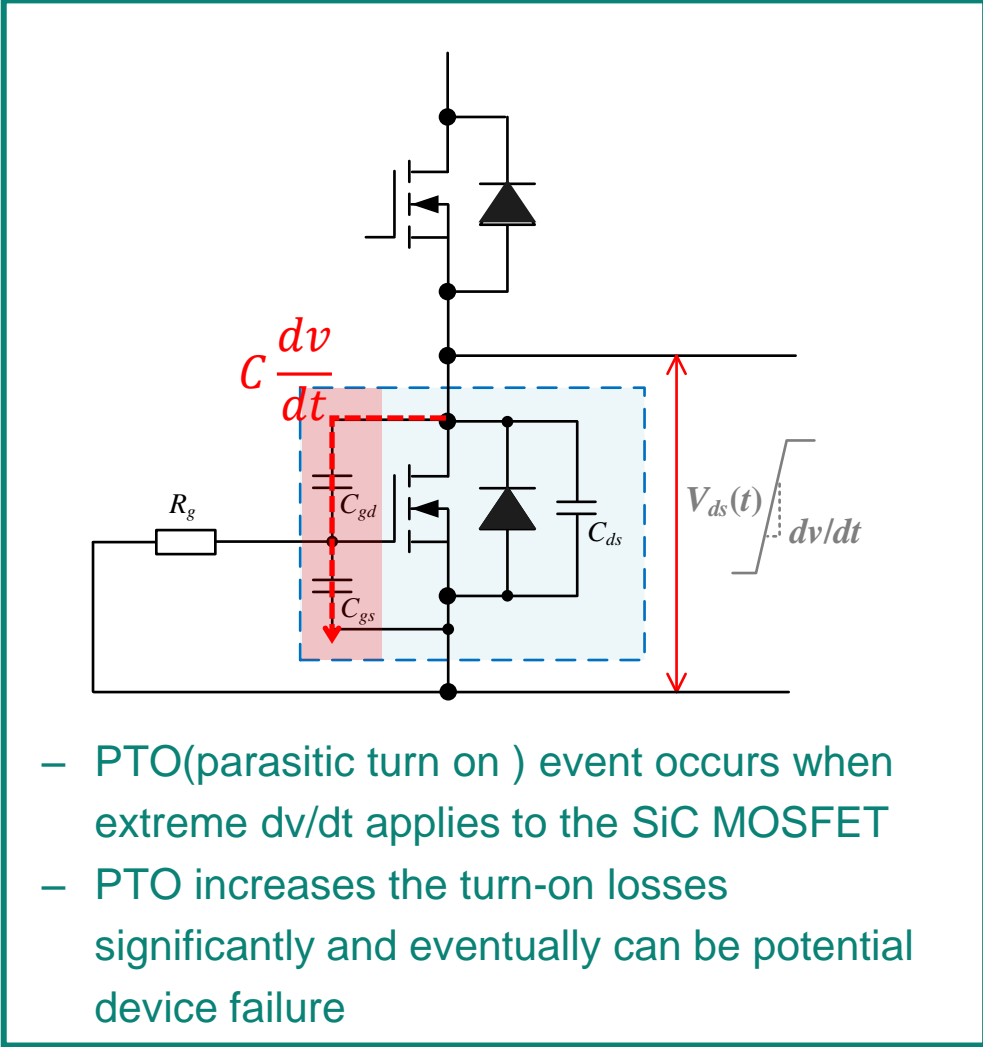 C dv/dt
C_gd
R_g
V_ds(t)
dv/dt
C_ds
C_gs
– PTO(parasitic turn on ) event occurs when
extreme dv/dt applies to the SiC MOSFET
– PTO increases the turn-on losses
significantly and eventually can be potential
device failure